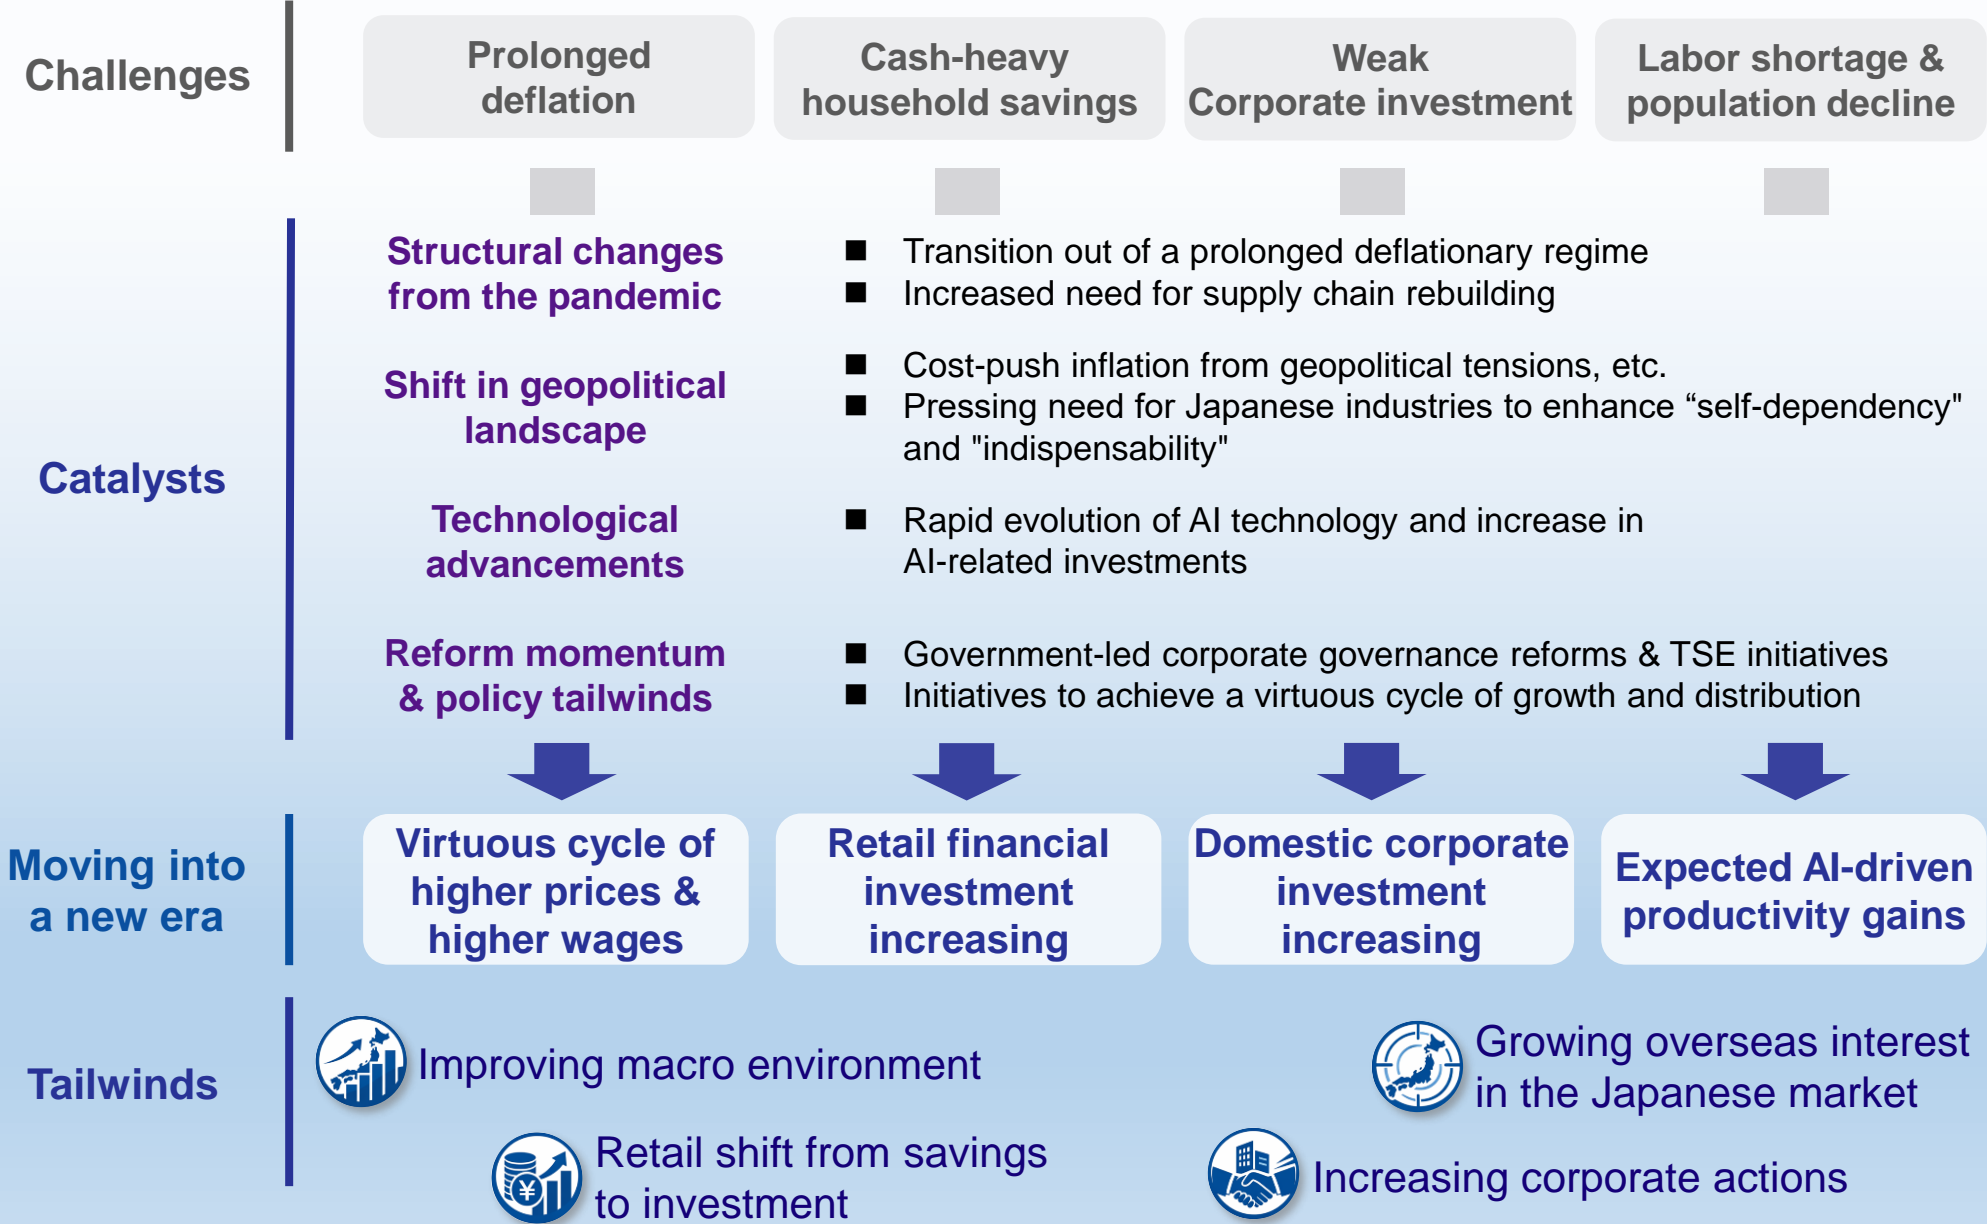 Challenges
Prolonged
deflation
Cash-heavy
household savings
Weak
Corporate investment
Labor shortage &
population decline
Catalysts
Structural changes
from the pandemic
■ Transition out of a prolonged deflationary regime
■ Increased need for supply chain rebuilding
Shift in geopolitical
landscape
■ Cost-push inflation from geopolitical tensions, etc.
■ Pressing need for Japanese industries to enhance “self-dependency"
and "indispensability"
Technological
advancements
■ Rapid evolution of AI technology and increase in
AI-related investments
Reform momentum
& policy tailwinds
■ Government-led corporate governance reforms & TSE initiatives
■ Initiatives to achieve a virtuous cycle of growth and distribution
Moving into
a new era
Virtuous cycle of
higher prices &
higher wages
Retail financial
investment
increasing
Domestic corporate
investment
increasing
Expected AI-driven
productivity gains
Tailwinds
Improving macro environment
Growing overseas interest
in the Japanese market
¥
Retail shift from savings
to investment
Increasing corporate actions